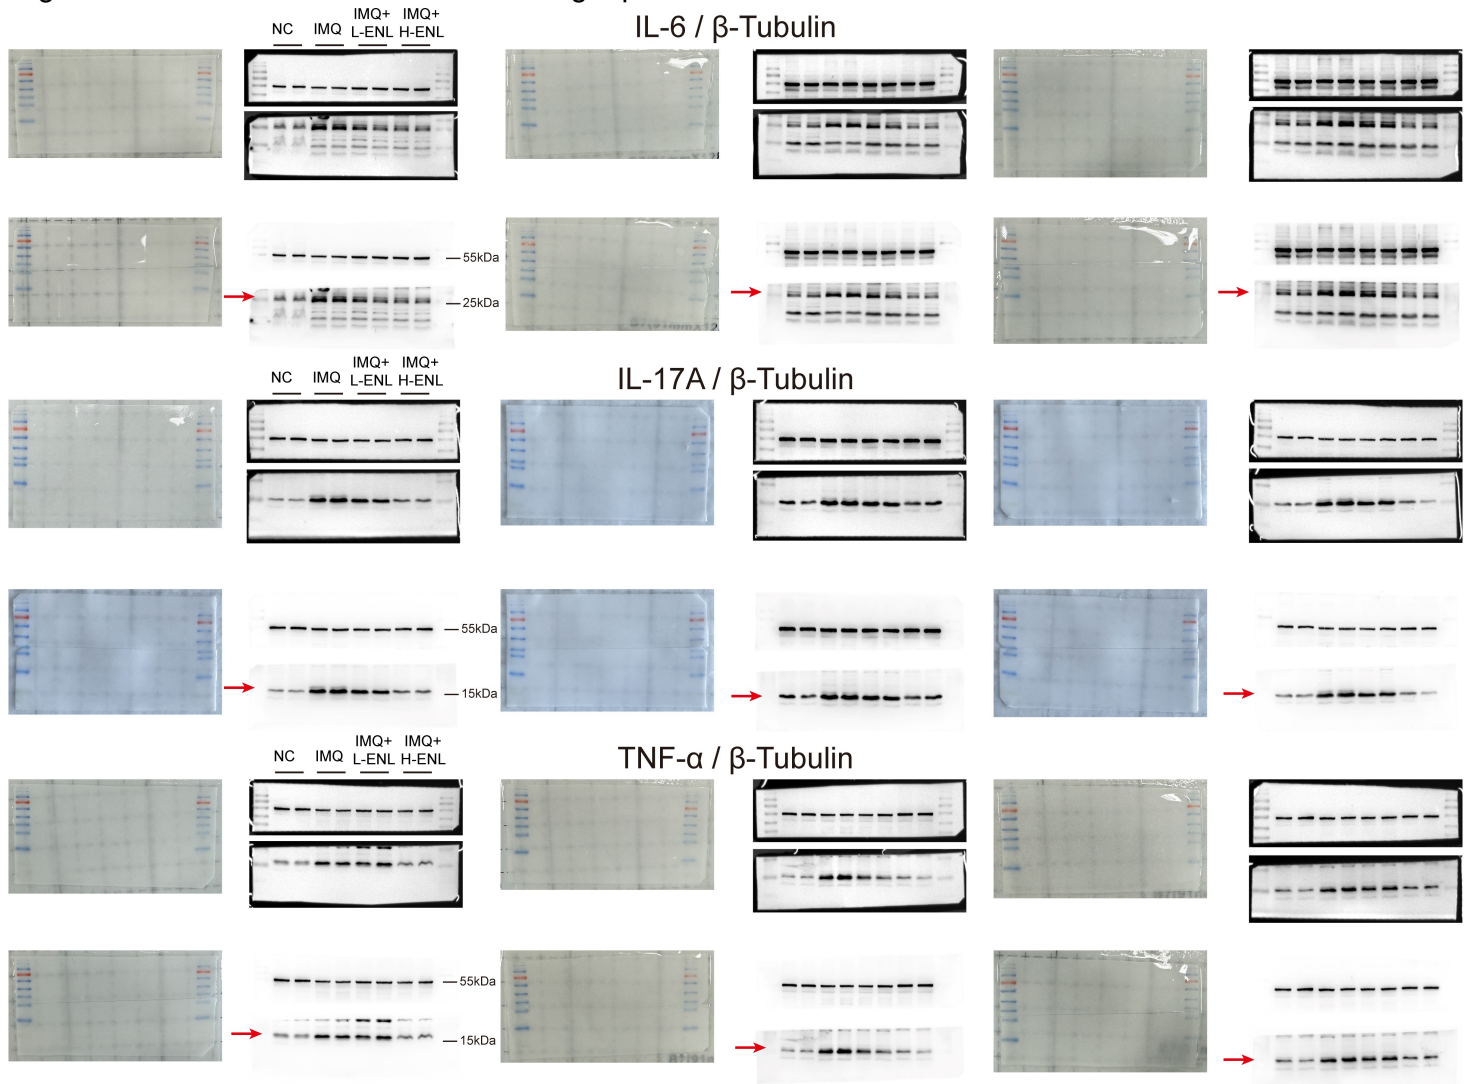 IL-6 / β-Tubulin
NC IMQ IMQ+ L-ENL IMQ+ H-ENL
55kDa
25kDa
IL-17A / β-Tubulin
NC IMQ IMQ+ L-ENL IMQ+ H-ENL
55kDa
15kDa
TNF-α / β-Tubulin
NC IMQ IMQ+ L-ENL IMQ+ H-ENL
55kDa
15kDa